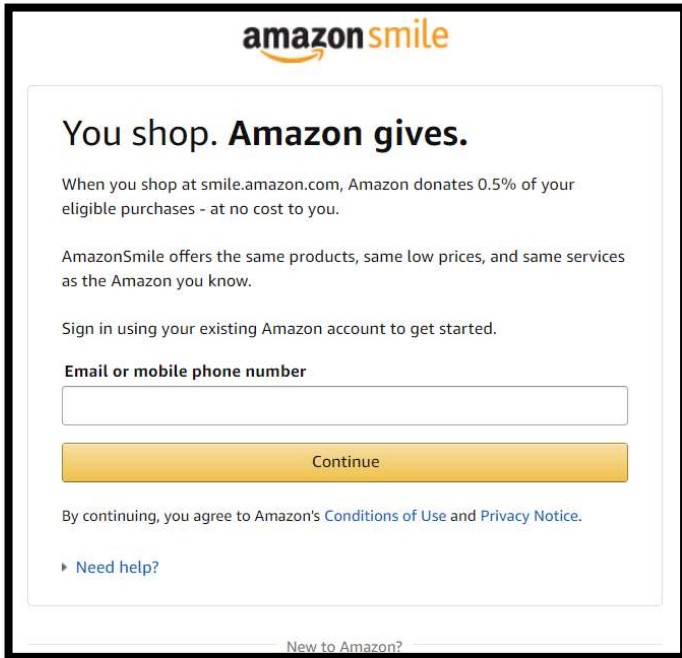 amazonsmile
You shop. Amazon gives.
When you shop at smile.amazon.com, Amazon donates 0.5% of your
eligible purchases - at no cost to you.
AmazonSmile offers the same products, same low prices, and same services
as the Amazon you know.
Sign in using your existing Amazon account to get started.
Email or mobile phone number
Continue
By continuing, you agree to Amazon's Conditions of Use and Privacy Notice.
Need help?
New to Amazon?